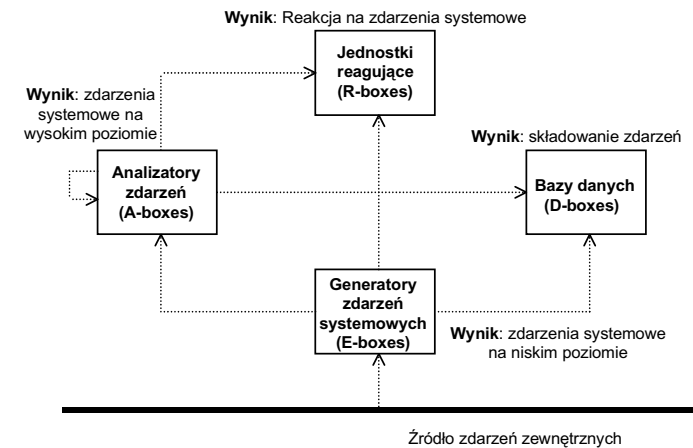 Wynik: Reakcja na zdarzenia systemowe
Jednostki
reagujące
(R-boxes)
Wynik: zdarzenia
systemowe na
wysokim poziomie
Wynik: składowanie zdarzeń
Analizatory
zdarzeń
(A-boxes)
Bazy danych
(D-boxes)
Generatory
zdarzeń
systemowych
(E-boxes)
Wynik: zdarzenia systemowe
na niskim poziomie
Źródło zdarzeń zewnętrznych